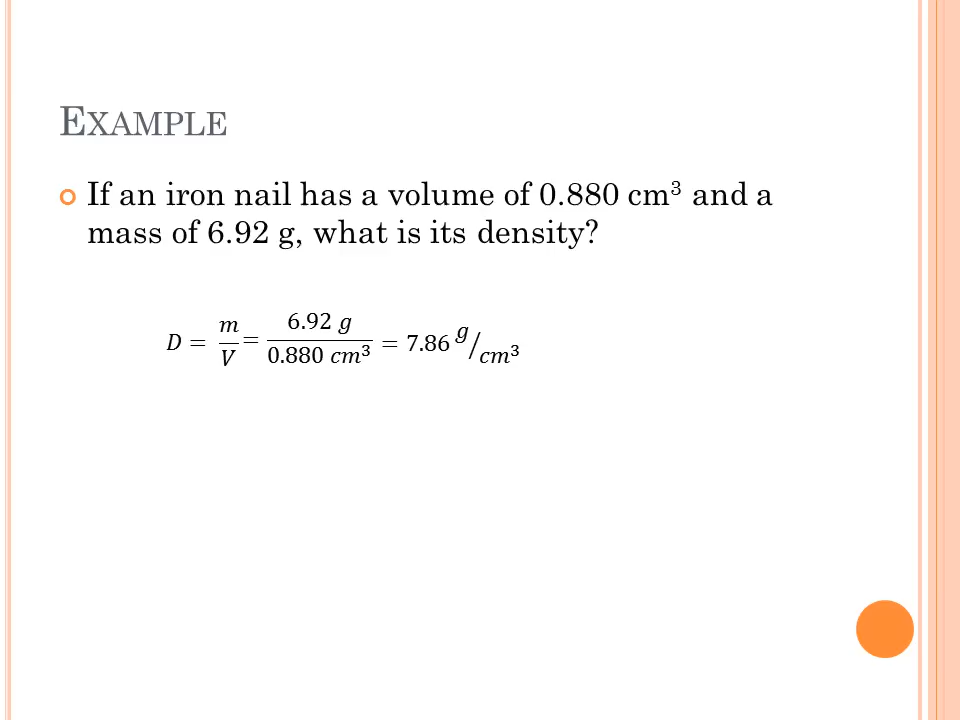 EXAMPLE
If an iron nail has a volume of 0.880 cm³ and a
mass of 6.92 g, what is its density?
D = m/V = 6.92 g/0.880 cm³ = 7.86 g/cm³